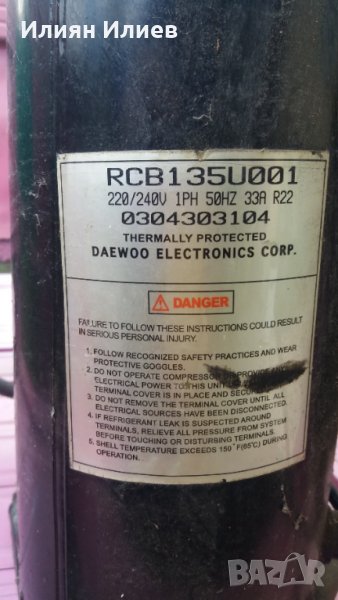 Илиян Илиев
RCB135U001
220/240V 1PH 50HZ 33A R22
0304303104
THERMALLY PROTECTED
DAEWOO ELECTRONICS CORP.
DANGER
FAILURE TO FOLLOW THESE INSTRUCTIONS COULD RESULT
IN SERIOUS PERSONAL INJURY.
1. FOLLOW RECOGNIZED SAFETY PRACTICES AND WEAR
PROTECTIVE GOGGLES.
2. DO NOT OPERATE COMPRESSOR OR PROVIDE ANY
ELECTRICAL POWER TO THIS UNIT
TERMINAL COVER IS IN PLACE AND
3. DO NOT REMOVE THE TERMINAL COVER UNTIL ALL
ELECTRICAL SOURCES HAVE BEEN DISCONNECTED.
4. IF REFRIGERANT LEAK IS SUSPECTED AROUND
TERMINALS, RELIEVE ALL PRESSURE FROM SYSTEM
BEFORE TOUCHING OR DISTURBING TERMINALS.
5. SHELL TEMPERATURE EXCEEDS 150°F(65°C) DURING
OPERATION.
BAZAR